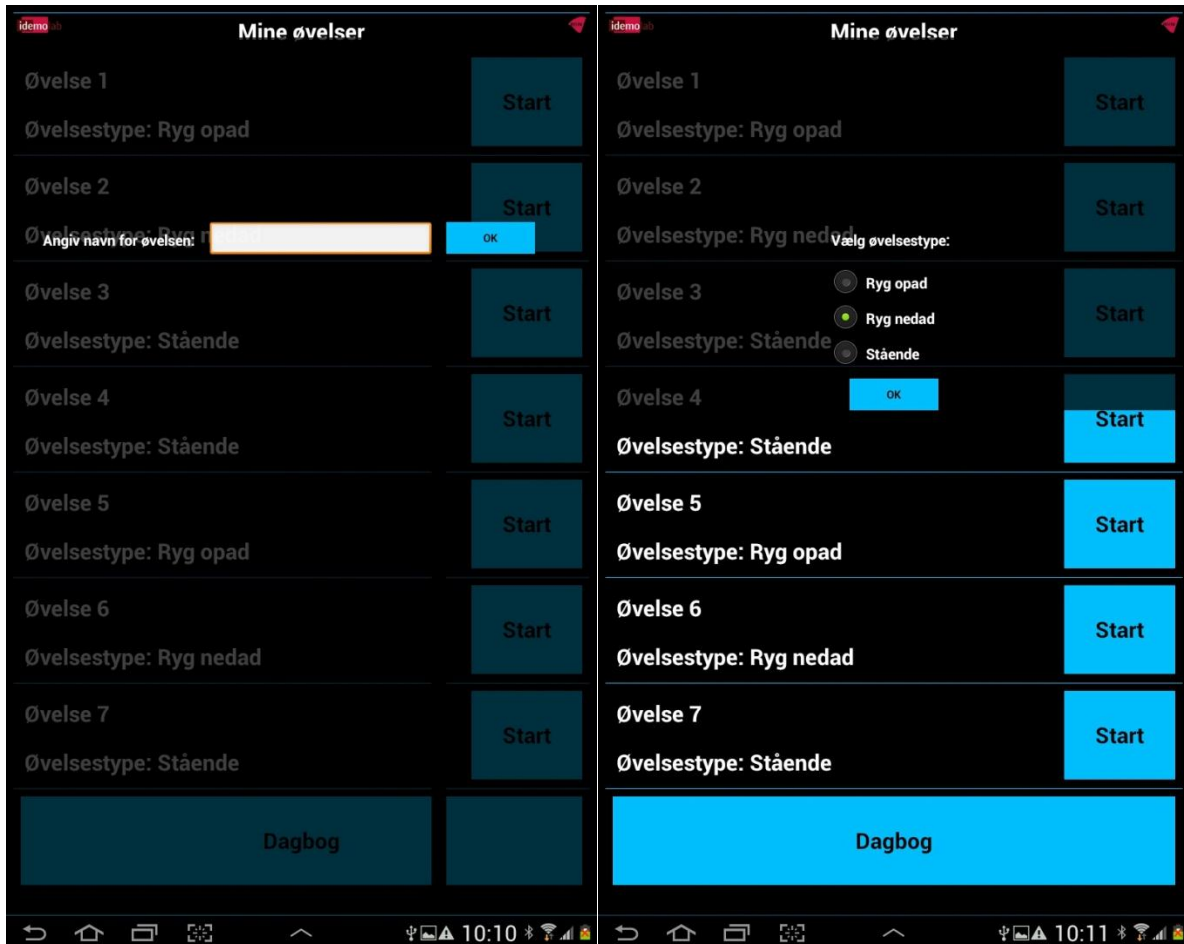 idemolab
Mine øvelser
Øvelse 1
Øvelsestype: Ryg opad
Start
Øvelse 2
Start
Angiv navn for øvelsen:
OK
Øvelse 3
Øvelsestype: Stående
Start
Øvelse 4
Øvelsestype: Stående
Start
Øvelse 5
Øvelsestype: Ryg opad
Start
Øvelse 6
Øvelsestype: Ryg nedad
Start
Øvelse 7
Øvelsestype: Stående
Start
Dagbog
10:10
idemolab
Mine øvelser
Øvelse 1
Øvelsestype: Ryg opad
Start
Øvelse 2
Øvelsestype: Ryg nedad
Start
Vælg øvelsestype:
Ryg opad
Ryg nedad
Stående
OK
Øvelse 3
Øvelsestype: Stående
Start
Øvelse 4
Øvelsestype: Stående
Start
Øvelse 5
Øvelsestype: Ryg opad
Start
Øvelse 6
Øvelsestype: Ryg nedad
Start
Øvelse 7
Øvelsestype: Stående
Start
Dagbog
10:11